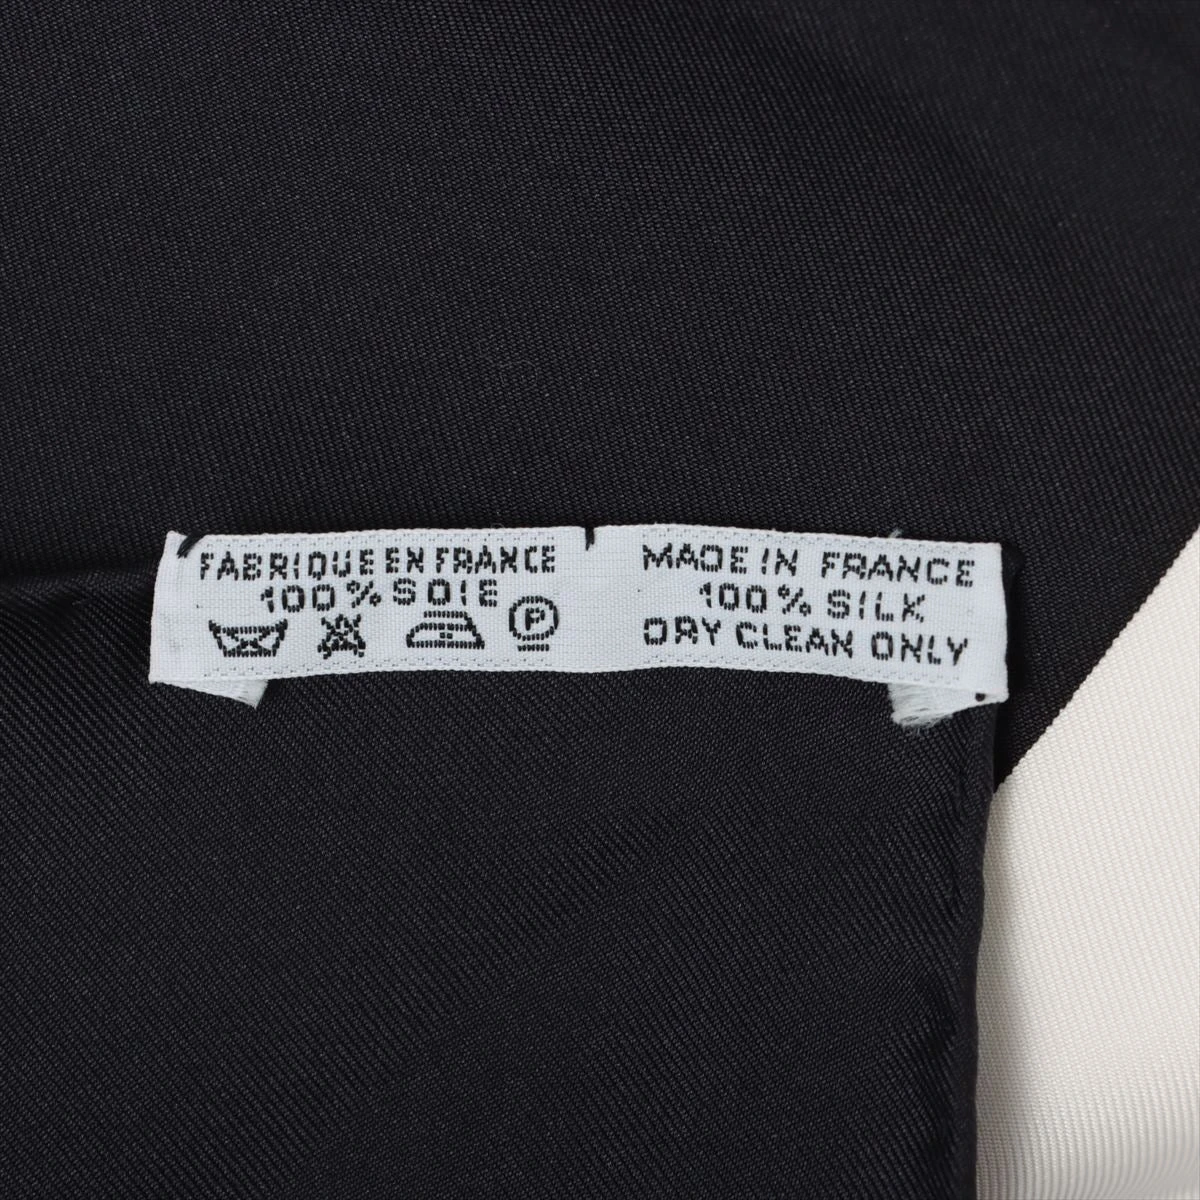 FABRIQUE EN FRANCE
100% SOIE
P
MADE IN FRANCE
100% SILK
DRY CLEAN ONLY